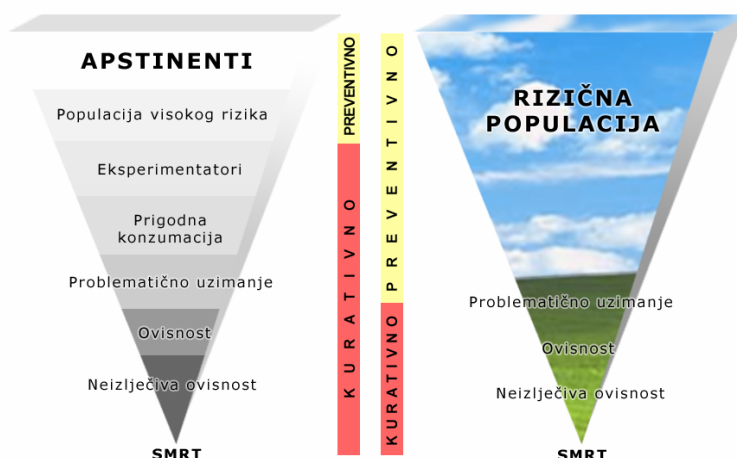 APSTINENTI
Populacija visokog rizika
Eksperimentatori
Prigodna
konzumacija
Problematično uzimanje
Ovisnost
Neizlječiva ovisnost
SMRT
PREVENTIVNO
KURATIVNO
PREVENTIVNO
KURATIVNO
RIZIČNA
POPULACIJA
Problematično uzimanje
Ovisnost
Neizlječiva ovisnost
SMRT